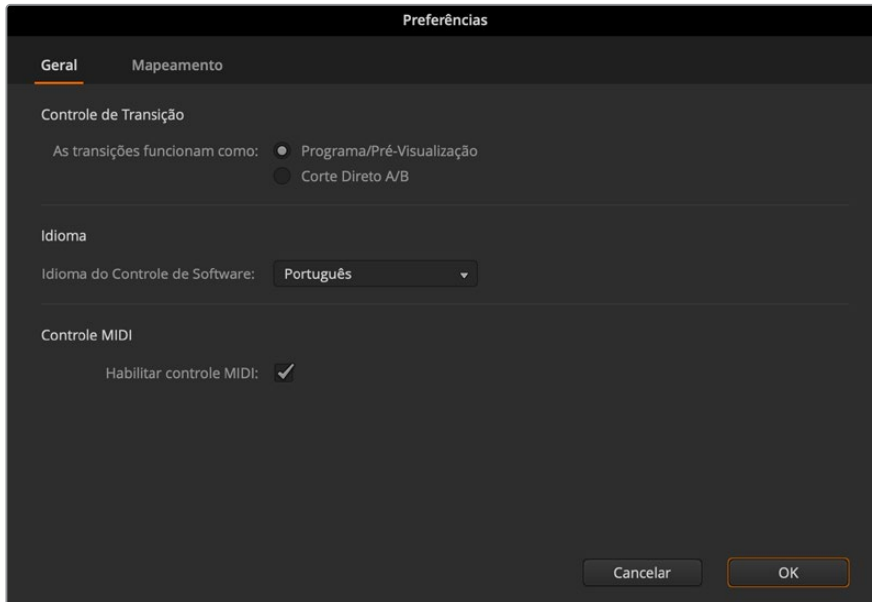 Preferências
Geral Mapeamento
Controle de Transição
As transições funcionam como: Programa/Pré-Visualização
Corte Direto A/B
Idioma
Idioma do Controle de Software: Português
Controle MIDI
Habilitar controle MIDI:
Cancelar OK